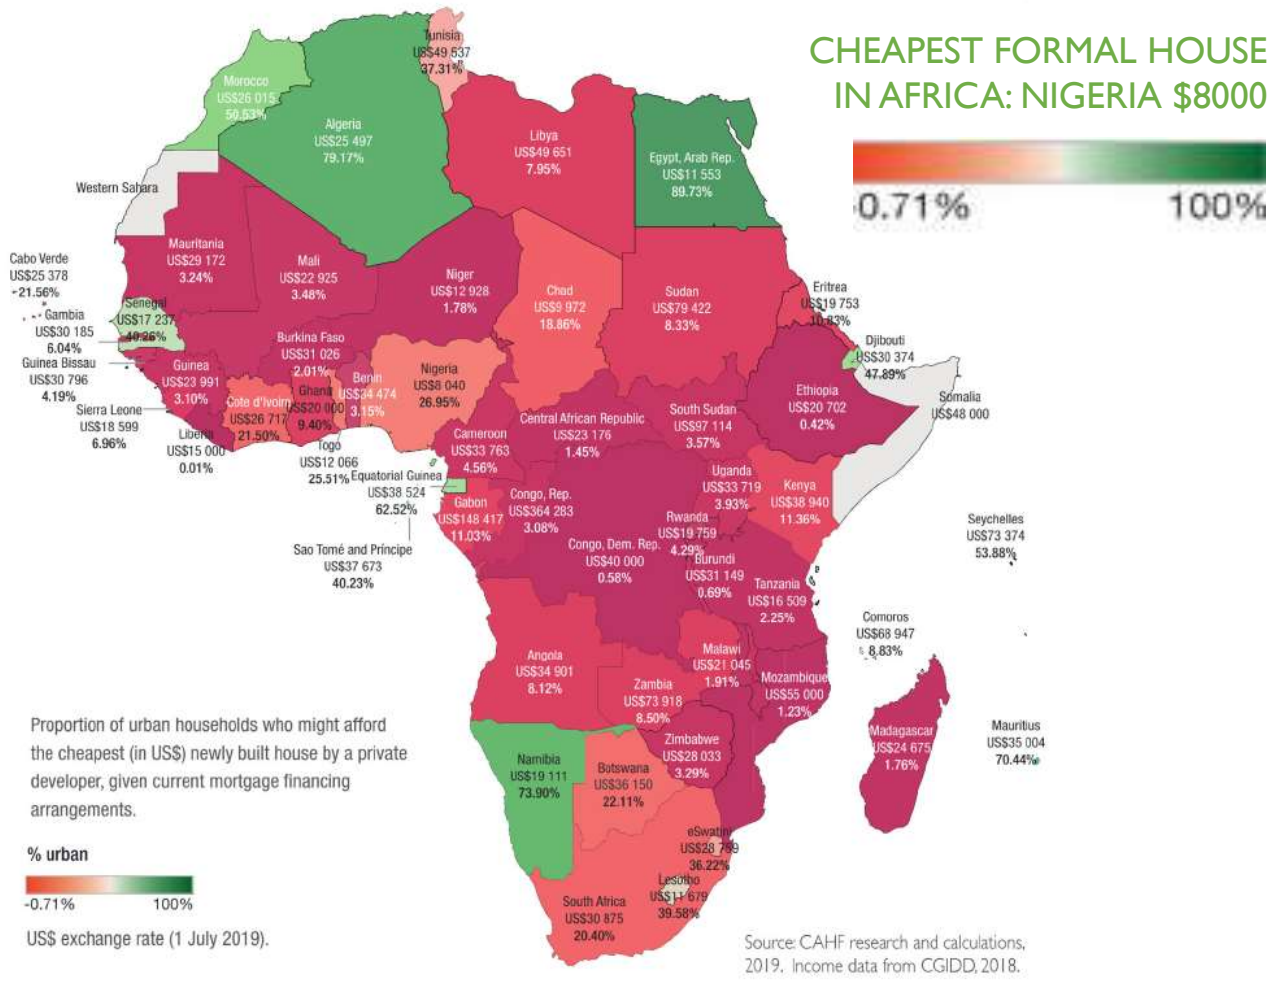 CHEAPEST FORMAL HOUSE
IN AFRICA: NIGERIA $8000
0.71%
100%
Tunisia
US$49 537
37.31%
Morocco
US$26 015
50.53%
Algeria
US$25 497
79.17%
Libya
US$49 651
7.95%
Egypt, Arab Rep.
US$11 553
89.73%
Western Sahara
Mauritania
US$29 172
3.24%
Mali
US$22 925
3.48%
Niger
US$12 928
1.78%
Chad
US$9 972
18.86%
Sudan
US$79 422
8.33%
Eritrea
US$19 753
10.83%
Cabo Verde
US$25 378
21.56%
Senegal
US$17 237
40.26%
Gambia
US$30 185
6.04%
Guinea Bissau
US$30 796
4.19%
Guinea
US$23 991
3.10%
Sierra Leone
US$18 599
6.96%
Liberia
US$15 000
0.01%
Burkina Faso
US$31 026
2.01%
Cote d'Ivoire
US$26 717
21.50%
Ghana
US$20 000
9.40%
Benin
US$34 474
3.15%
Togo
US$12 066
25.51%
Nigeria
US$8 040
26.95%
Djibouti
US$30 374
47.89%
Ethiopia
US$20 702
0.42%
Somalia
US$48 000
Cameroon
US$33 763
4.56%
Central African Republic
US$23 176
1.45%
South Sudan
US$97 114
3.57%
Equatorial Guinea
US$38 524
62.52%
Gabon
US$148 417
11.03%
Congo, Rep.
US$364 283
3.08%
Uganda
US$33 719
3.93%
Kenya
US$38 940
11.36%
Rwanda
US$19 759
4.29%
Sao Tomé and Príncipe
US$37 673
40.23%
Congo, Dem. Rep.
US$40 000
0.58%
Burundi
US$31 149
0.69%
Tanzania
US$16 509
2.25%
Seychelles
US$73 374
53.88%
Comoros
US$68 947
8.83%
Angola
US$34 901
8.12%
Zambia
US$73 918
8.50%
Malawi
US$21 045
1.91%
Mozambique
US$55 000
1.23%
Zimbabwe
US$28 033
3.29%
Madagascar
US$24 675
1.76%
Mauritius
US$35 004
70.44%
Namibia
US$19 111
73.90%
Botswana
US$36 150
22.11%
eSwatini
US$28 769
36.22%
Lesotho
US$11 679
39.58%
South Africa
US$30 875
20.40%
Proportion of urban households who might afford
the cheapest (in US$) newly built house by a private
developer, given current mortgage financing
arrangements.
% urban
-0.71%
100%
US$ exchange rate (1 July 2019).
Source: CAHF research and calculations,
2019. Income data from CGIDD, 2018.